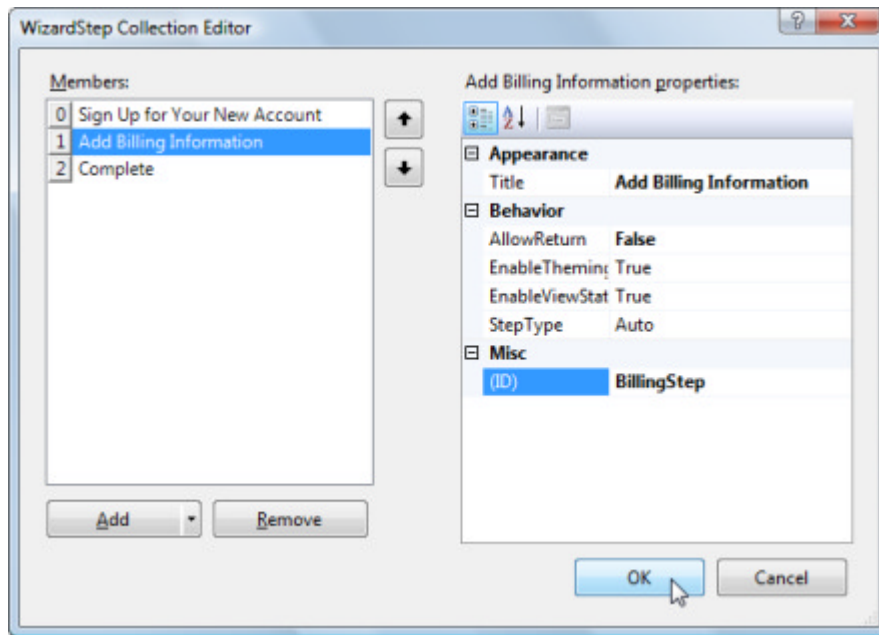 WizardStep Collection Editor
Members:
0 Sign Up for Your New Account
1 Add Billing Information
2 Complete
Add
Remove
Add Billing Information properties:
Appearance
Title Add Billing Information
Behavior
AllowReturn False
EnableTheming True
EnableViewStat True
StepType Auto
Misc
(ID) BillingStep
OK
Cancel